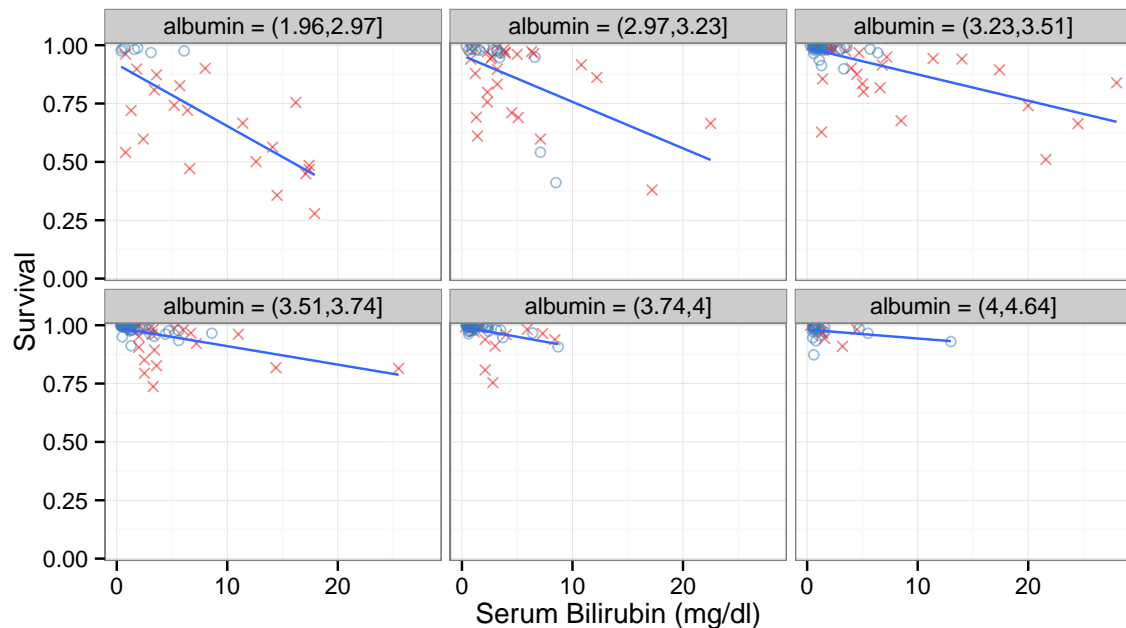 albumin = (1.96,2.97] albumin = (2.97,3.23] albumin = (3.23,3.51]
1.00
0.75
0.50
0.25
0.00
albumin = (3.51,3.74] albumin = (3.74,4] albumin = (4,4.64]
1.00
0.75
0.50
0.25
0.00
Survival
0 10 20 0 10 20 0 10 20
Serum Bilirubin (mg/dl)